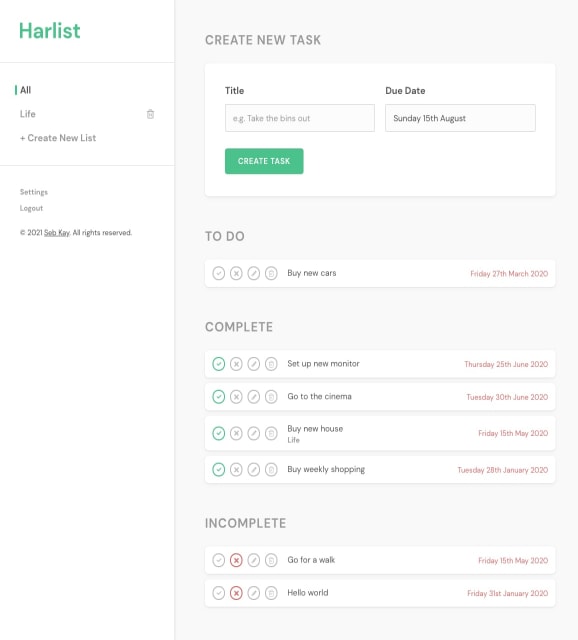 Harlist
All
Life
+ Create New List
Settings
Logout
© 2021 Seb Kay. All rights reserved.
CREATE NEW TASK
Title
Due Date
e.g. Take the bins out
Sunday 15th August
CREATE TASK
TO DO
Buy new cars
Friday 27th March 2020
COMPLETE
Set up new monitor
Thursday 25th June 2020
Go to the cinema
Tuesday 30th June 2020
Buy new house
Life
Friday 15th May 2020
Buy weekly shopping
Tuesday 28th January 2020
INCOMPLETE
Go for a walk
Friday 15th May 2020
Hello world
Friday 31st January 2020